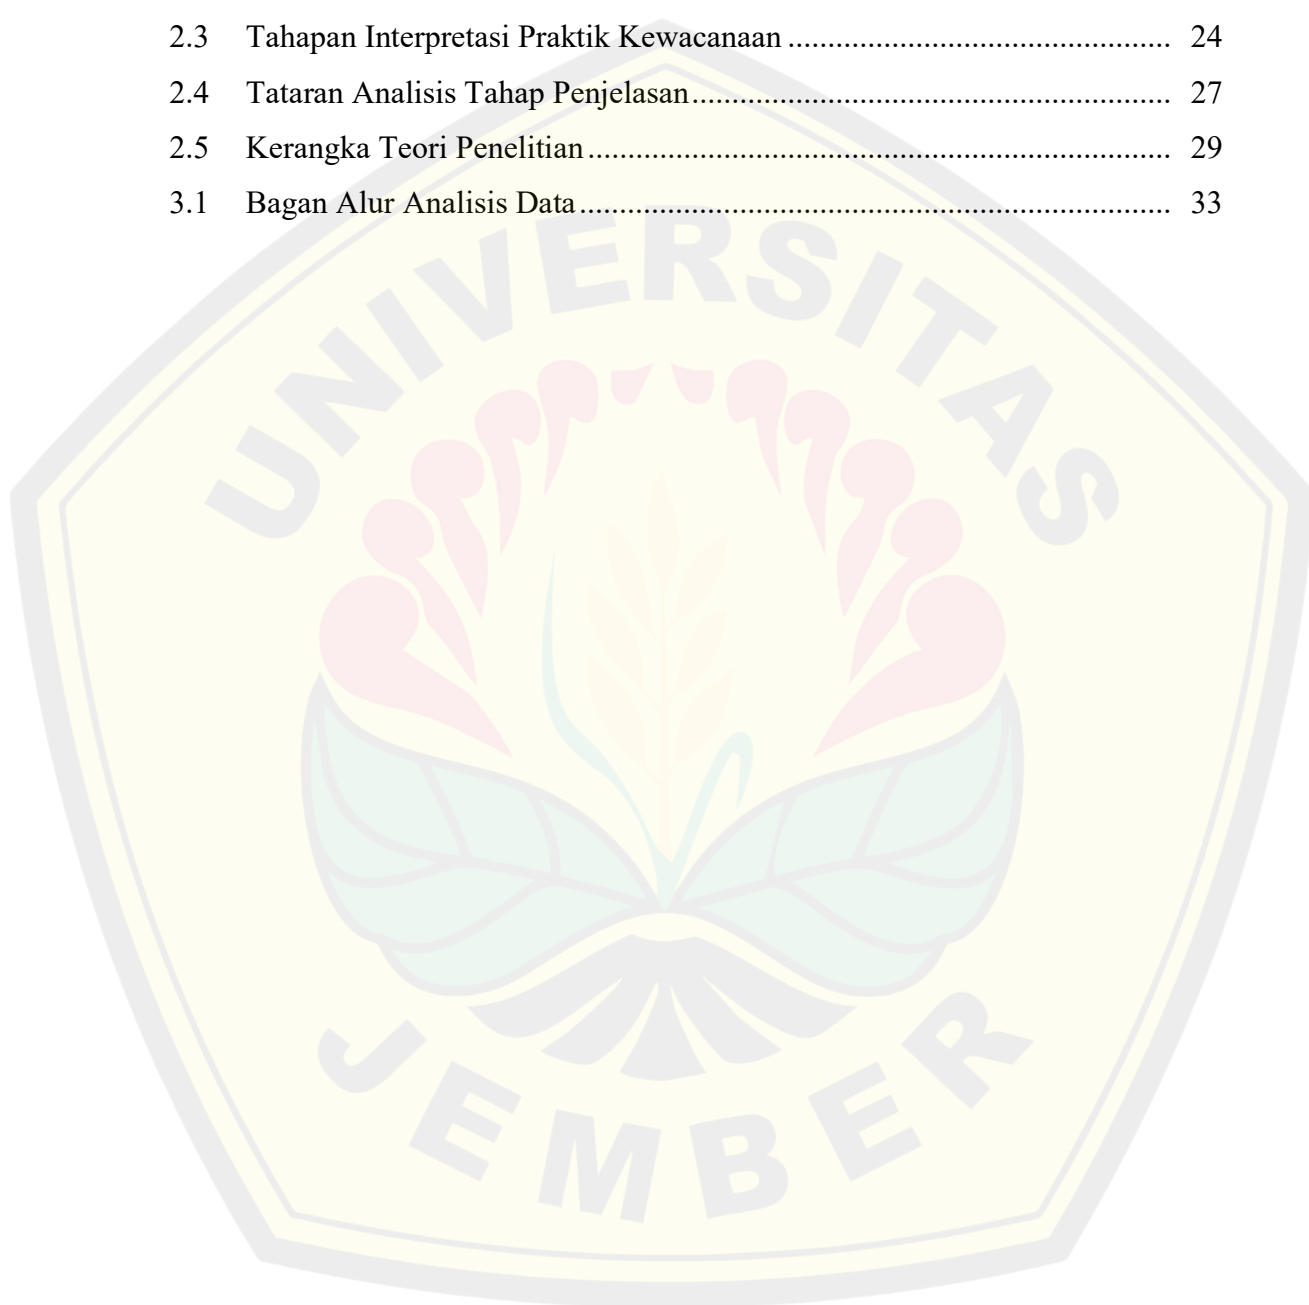 2.3 Tahapan Interpretasi Praktik Kewacanaan ........................................... 24
2.4 Tataran Analisis Tahap Penjelasan ...................................................... 27
2.5 Kerangka Teori Penelitian .................................................................. 29
3.1 Bagan Alur Analisis Data ................................................................... 33
UNIVERSITAS
JEMBER